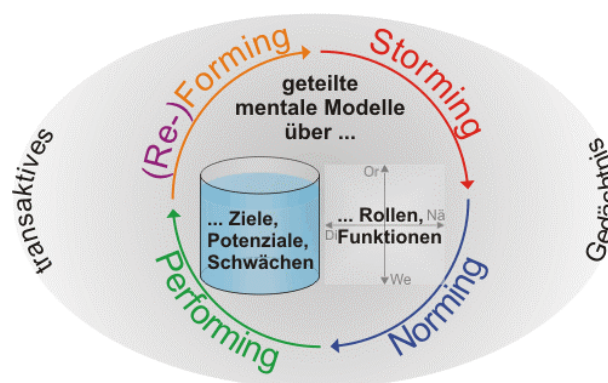 (Re-)Forming
Storming
geteilte
mentale Modelle
über ...
transaktives
Gedächtnis
Or
... Ziele,
Potenziale,
Schwächen
... Rollen,
Funktionen
Di
Nä
We
Performing
Norming